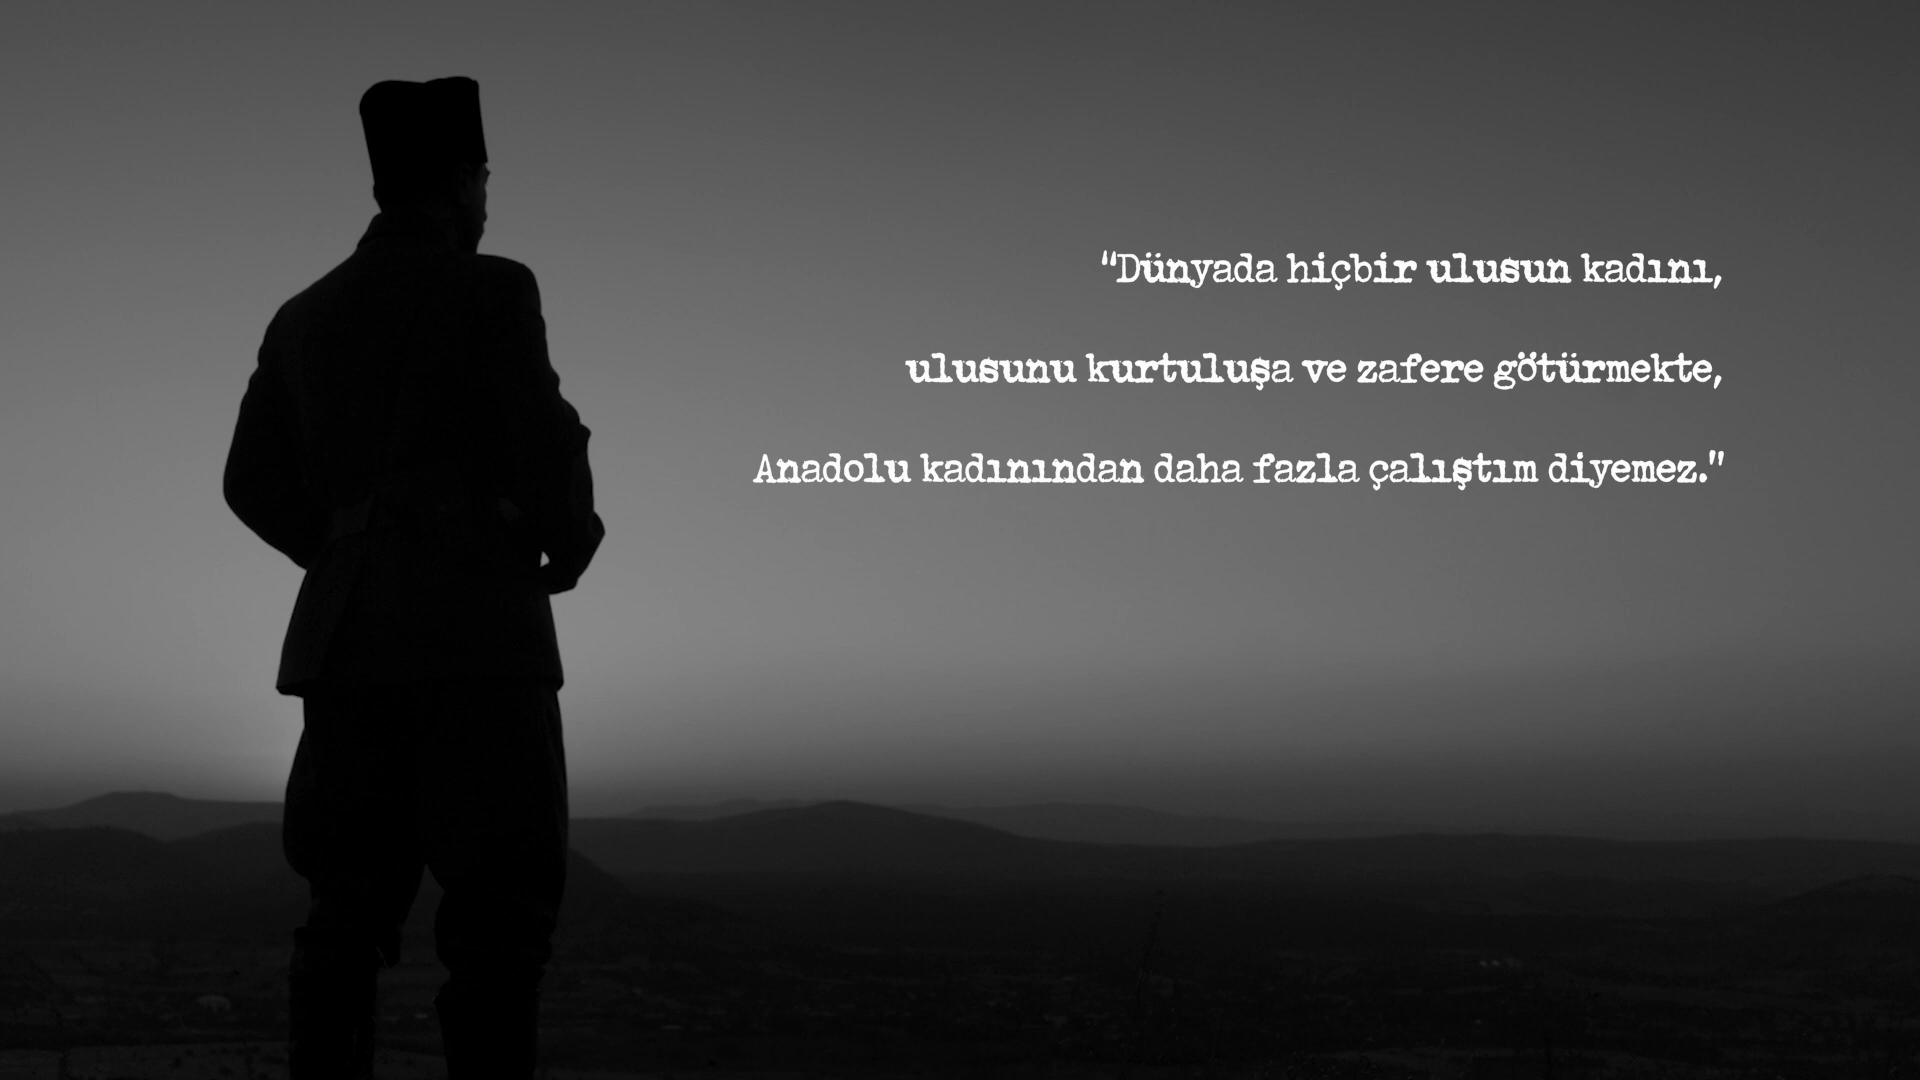 "Dünyada hiçbir ulusun kadını,
ulusunu kurtuluşa ve zafere götürmekte,
Anadolu kadınından daha fazla çalıştım diyemez."